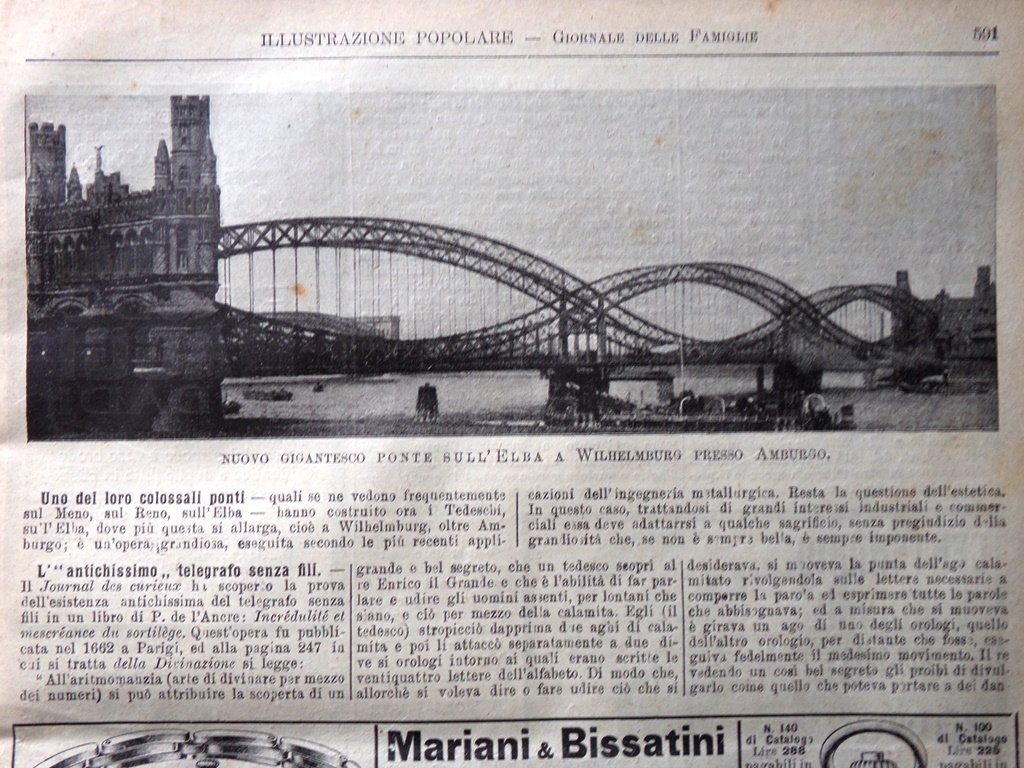 ILLUSTRAZIONE POPOLARE — GIORNALE DELLE FAMIGLIE
591
NUOVO GIGANTESCO PONTE SULL'ELBA A WILHELMBURG PRESSO AMBURGO.
Uno dei loro colossali ponti — quali se ne vedono frequentemente
sul Meno, sul Reno, sull'Elba — hanno costruito ora i Tedeschi,
sull'Elba, dove più questa si allarga, cioè a Wilhelmburg, oltre Am-
burgo; è un'opera grandiosa, eseguita secondo le più recenti appli-
cazioni dell'ingegneria metallurgica. Resta la questione dell'estetica.
In questo caso, trattandosi di grandi interessi industriali e commer-
ciali essa deve adattarsi a qualche sagrificio, senza pregiudizio della
grandiosità che, se non è sempre bella, è sempre imponente.
L'"antichissimo„ telegrafo senza fili. —
Il Journal des curieux ha scoperto la prova
dell'esistenza antichissima del telegrafo senza
fili in un libro di P. de l'Ancre: Incrédulité et
mescréance du sortilège. Quest'opera fu pubbli-
cata nel 1662 a Parigi, ed alla pagina 247 in
cui si tratta della Divinazione si legge:
"All'aritmomanzia (arte di divinare per mezzo
dei numeri) si può attribuire la scoperta di un
grande e bel segreto, che un tedesco scoprì al
re Enrico il Grande e che è l'abilità di far par-
lare e udire gli uomini assenti, per lontani che
siano, e ciò per mezzo della calamita. Egli (il
tedesco) stropicciò dapprima due aghi di cala-
mita e poi li attaccò separatamente a due di-
ve si orologi intorno ai quali erano scritte le
ventiquattro lettere dell'alfabeto. Di modo che,
allorchè si voleva dire o fare udire ciò che si
desiderava, si moveva la punta dell'ago cala-
mitato rivolgendola sulle lettere necessarie a
comporre la parola ed esprimere tutte le parole
che abbisognava; ed a misura che si muoveva
e girava un ago di uno degli orologi, quello
dell'altro orologio, per distante che fosse, ese-
guiva fedelmente il medesimo movimento. Il re
vedendo un così bel segreto gli proibì di divul-
garlo come quello che poteva portare a dei dan
Mariani & Bissatini
N. 140
di Catalogo
Lire 288
pagabili in
N. 100
di Catalogo
Lire 225
pagabili in